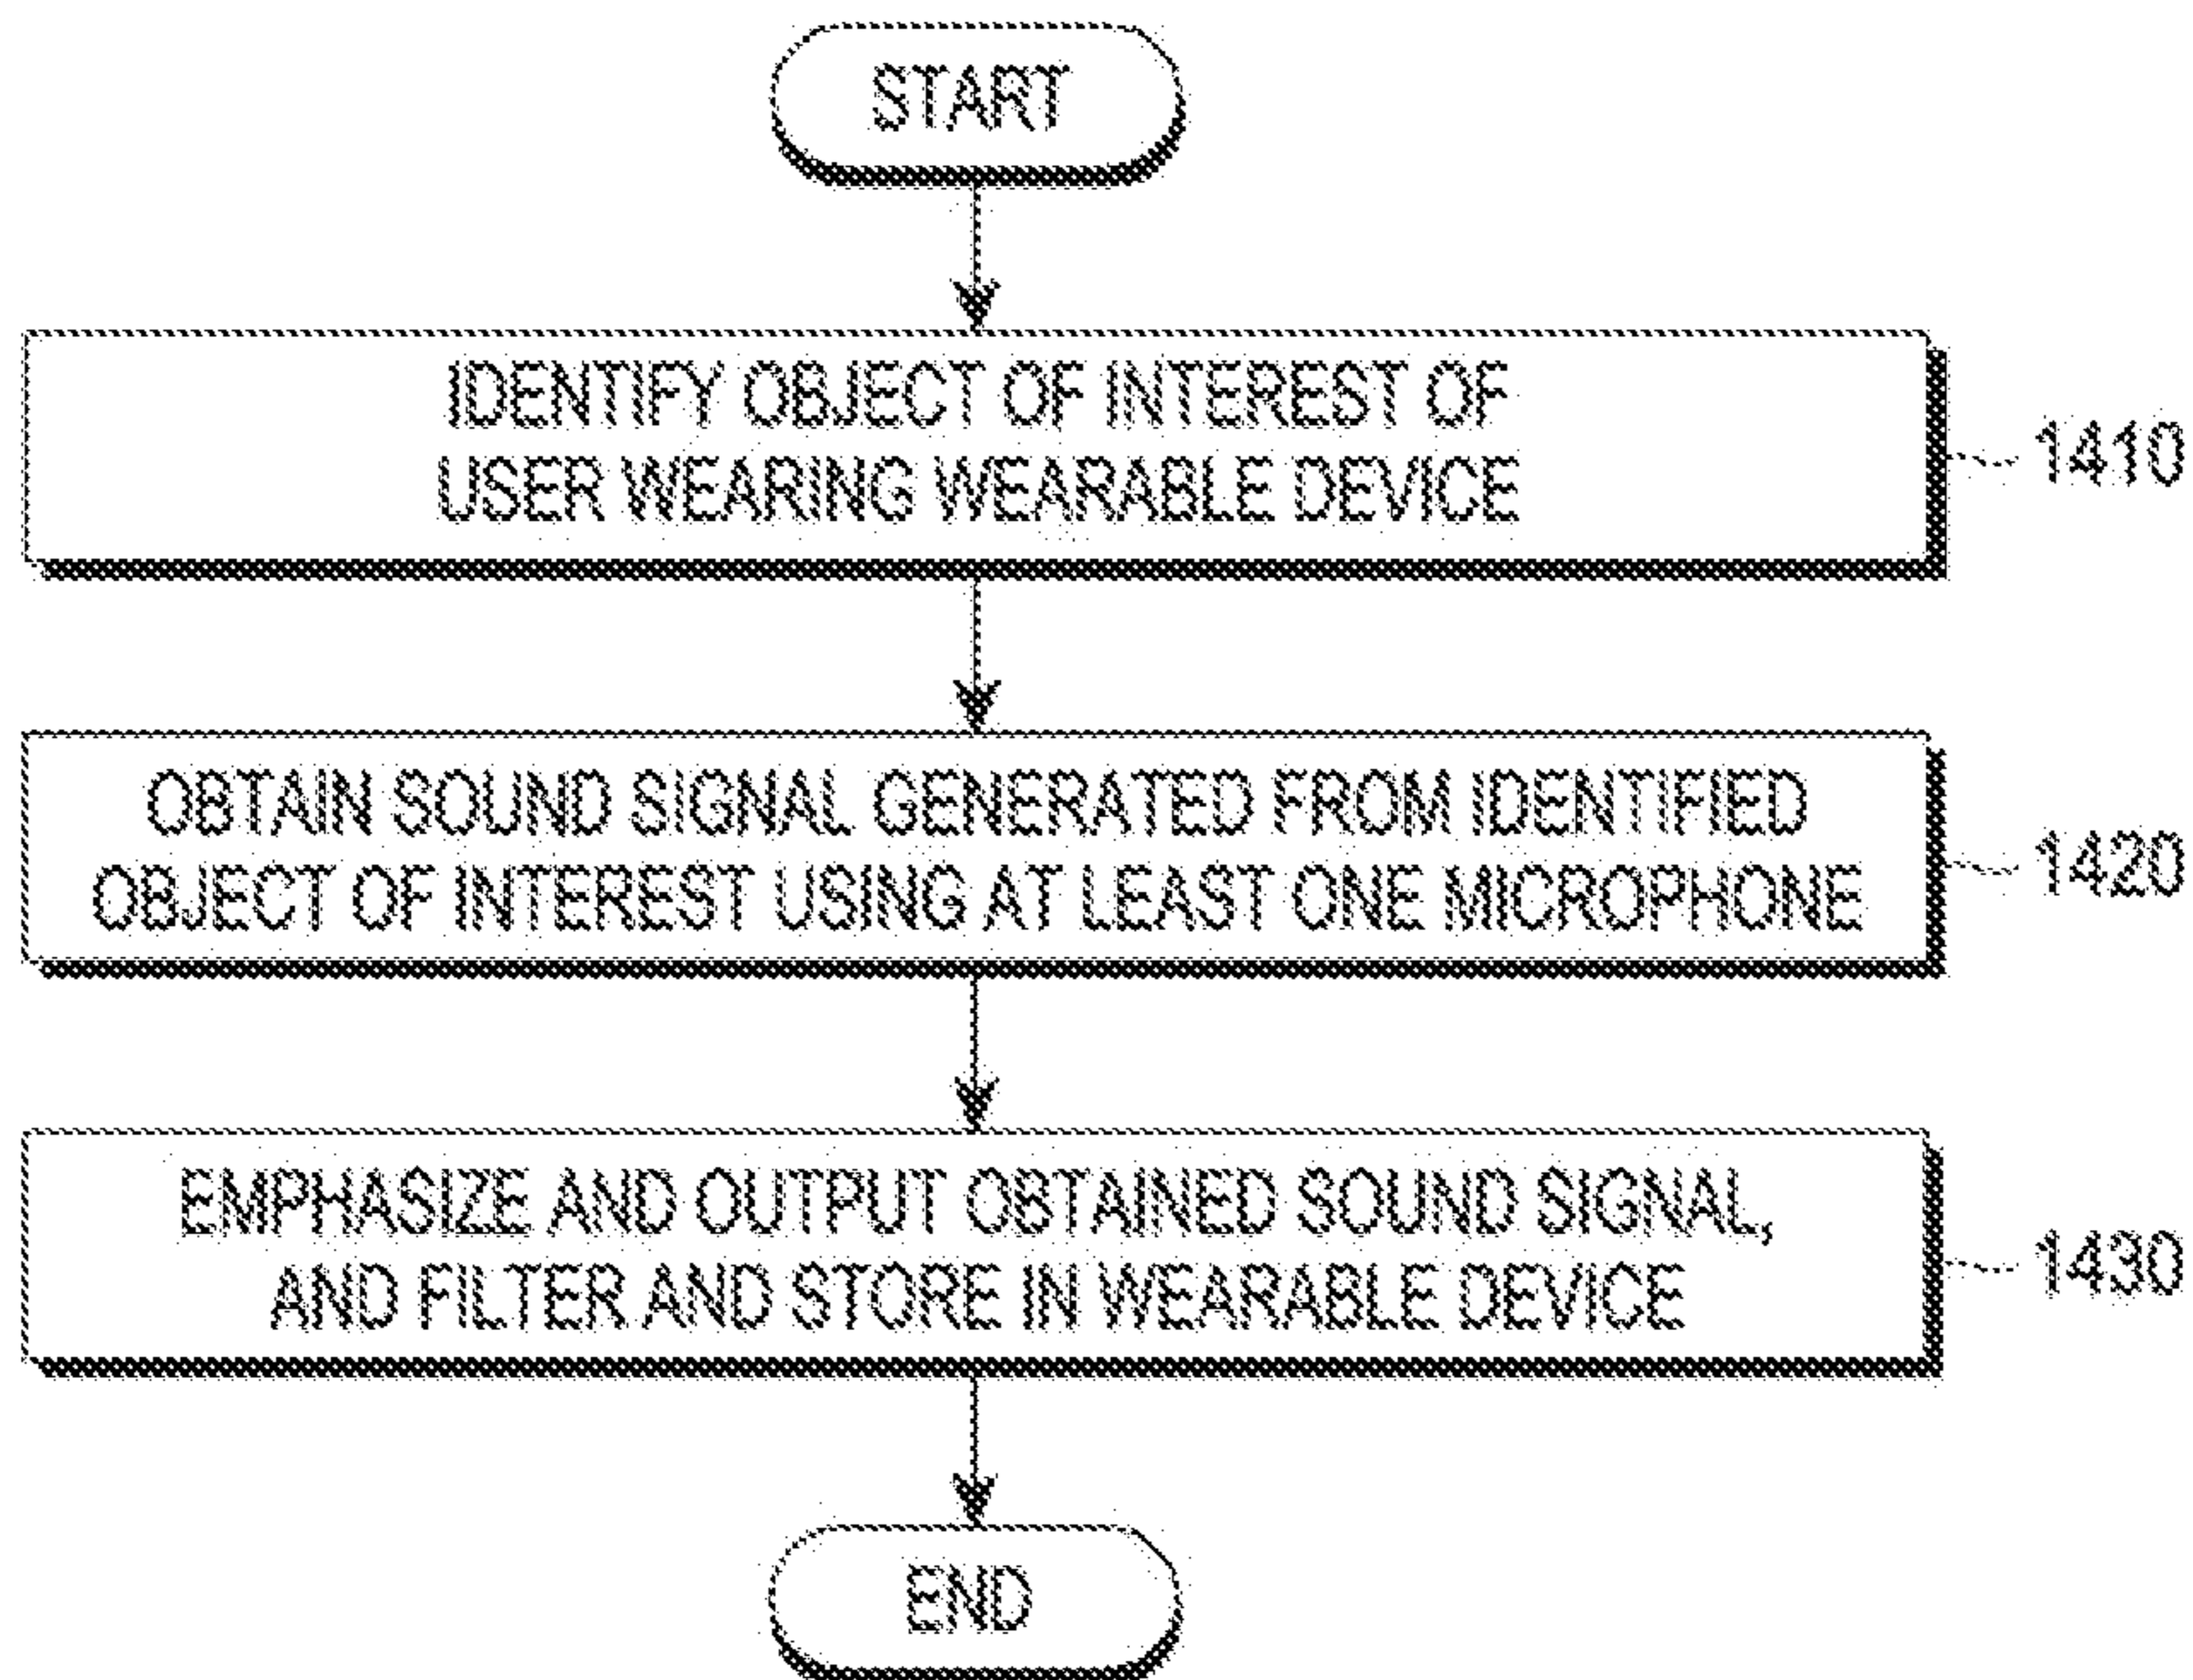 START
IDENTIFY OBJECT OF INTEREST OF
USER WEARING WEARABLE DEVICE
1410
OBTAIN SOUND SIGNAL GENERATED FROM IDENTIFIED
OBJECT OF INTEREST USING AT LEAST ONE MICROPHONE
1420
EMPHASIZE AND OUTPUT OBTAINED SOUND SIGNAL,
AND FILTER AND STORE IN WEARABLE DEVICE
1430
END